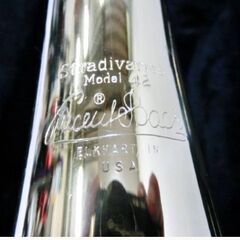 Stradivarius
Model 42
®
Vincent Bach
ELKHART, IN
USA